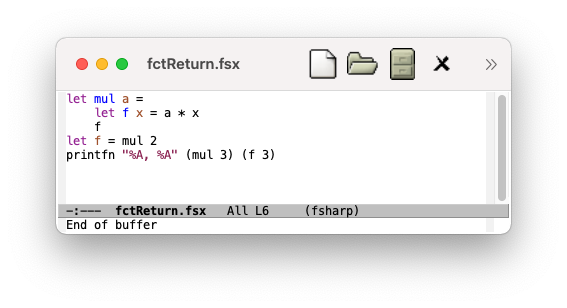 fctReturn.fsx
let mul a =
    let f x = a * x
    f
let f = mul 2
printfn "%A, %A" (mul 3) (f 3)
-:---  fctReturn.fsx   All L6     (fsharp)
End of buffer